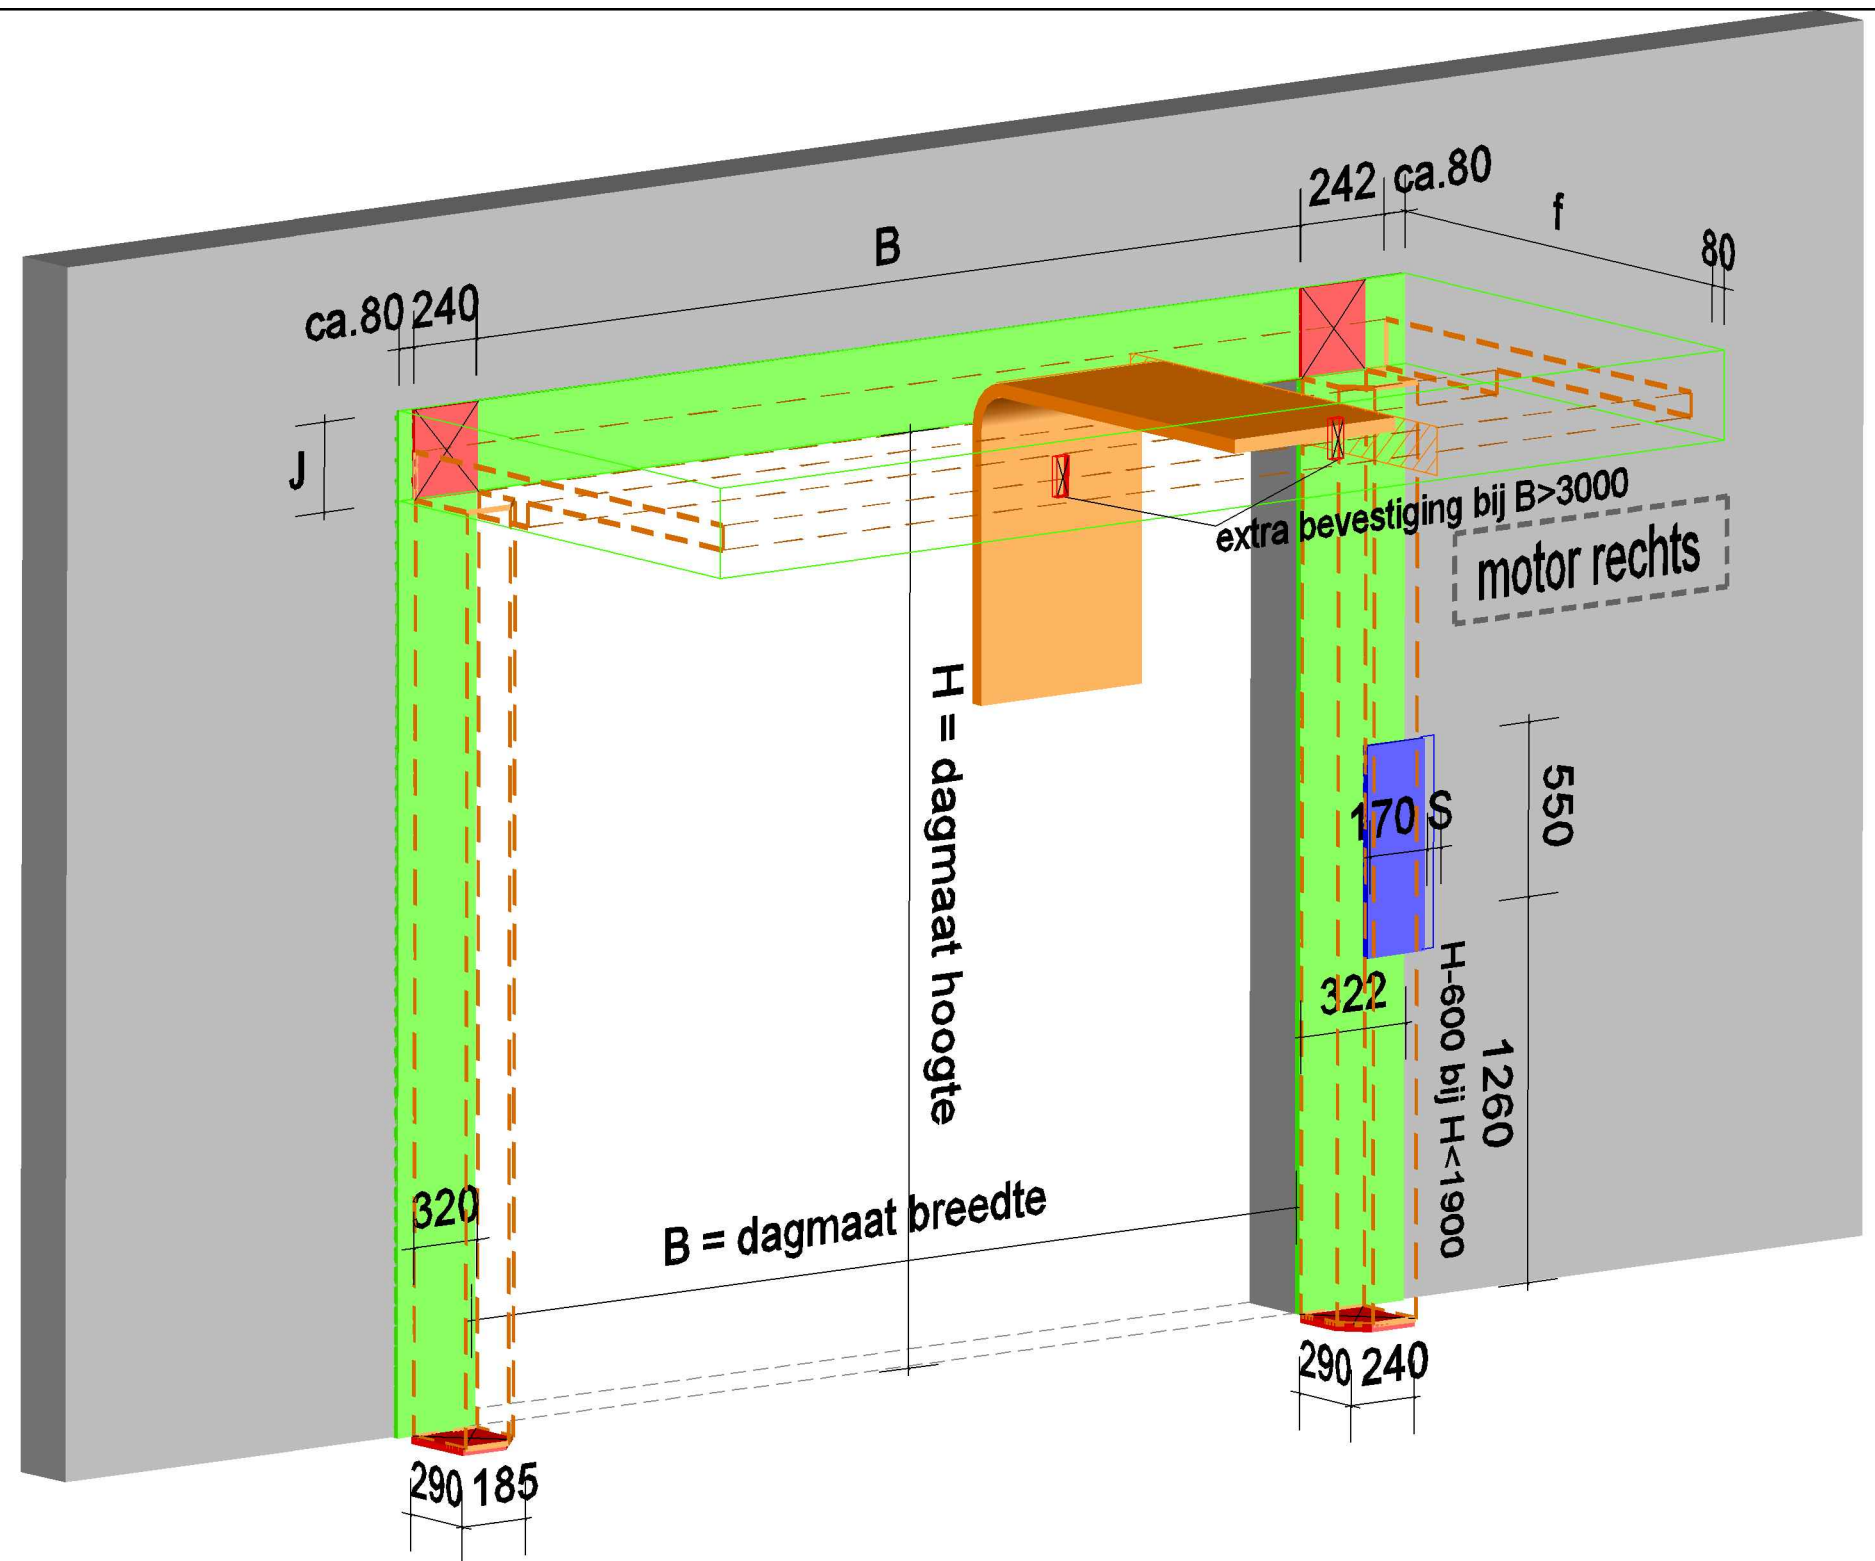 242 ca.80
f
80
B
ca.80 240
J
extra bevestiging bij B>3000
motor rechts
H = dagmaat hoogte
550
170 S
322
H-600 bij H<1900
1260
320
B = dagmaat breedte
290 240
290 185